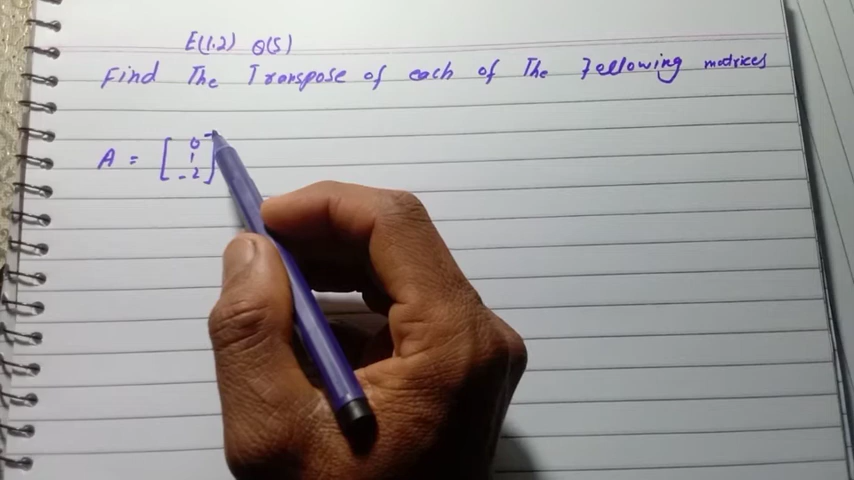 E(1.2) Q(5)
Find The Transpose of each of The Following matrices
A = [ 0
1
-2 ]